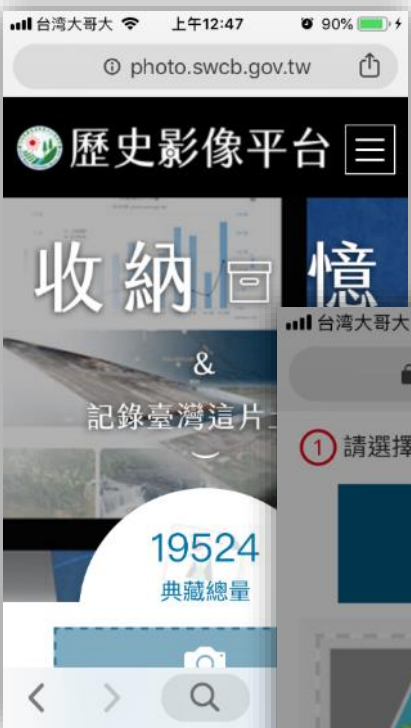 台湾大哥大 上午12:47 90%
photo.swcb.gov.tw
歷史影像平台
收納 憶
&
記錄臺灣這片
19524
典藏總量
台湾大哥大
1 請選擇